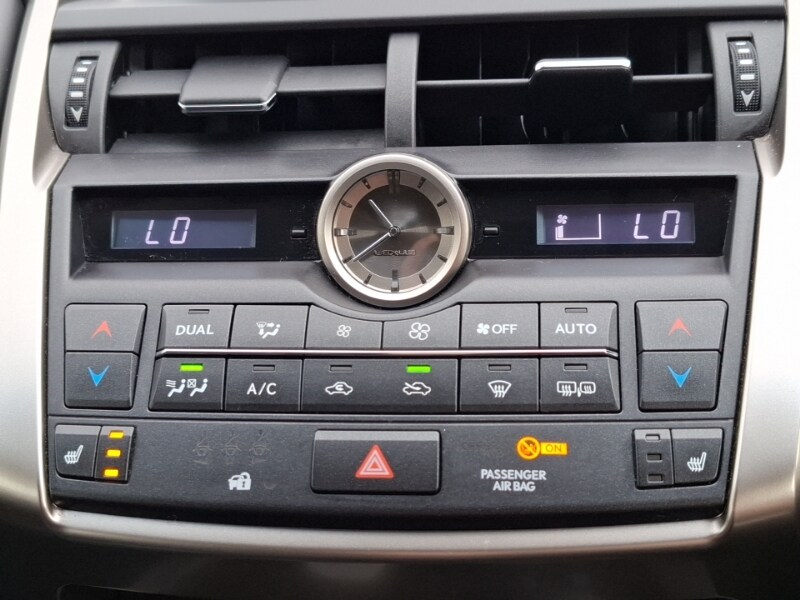 LO
LO
DUAL
OFF
AUTO
A/C
ON
PASSENGER
AIR BAG